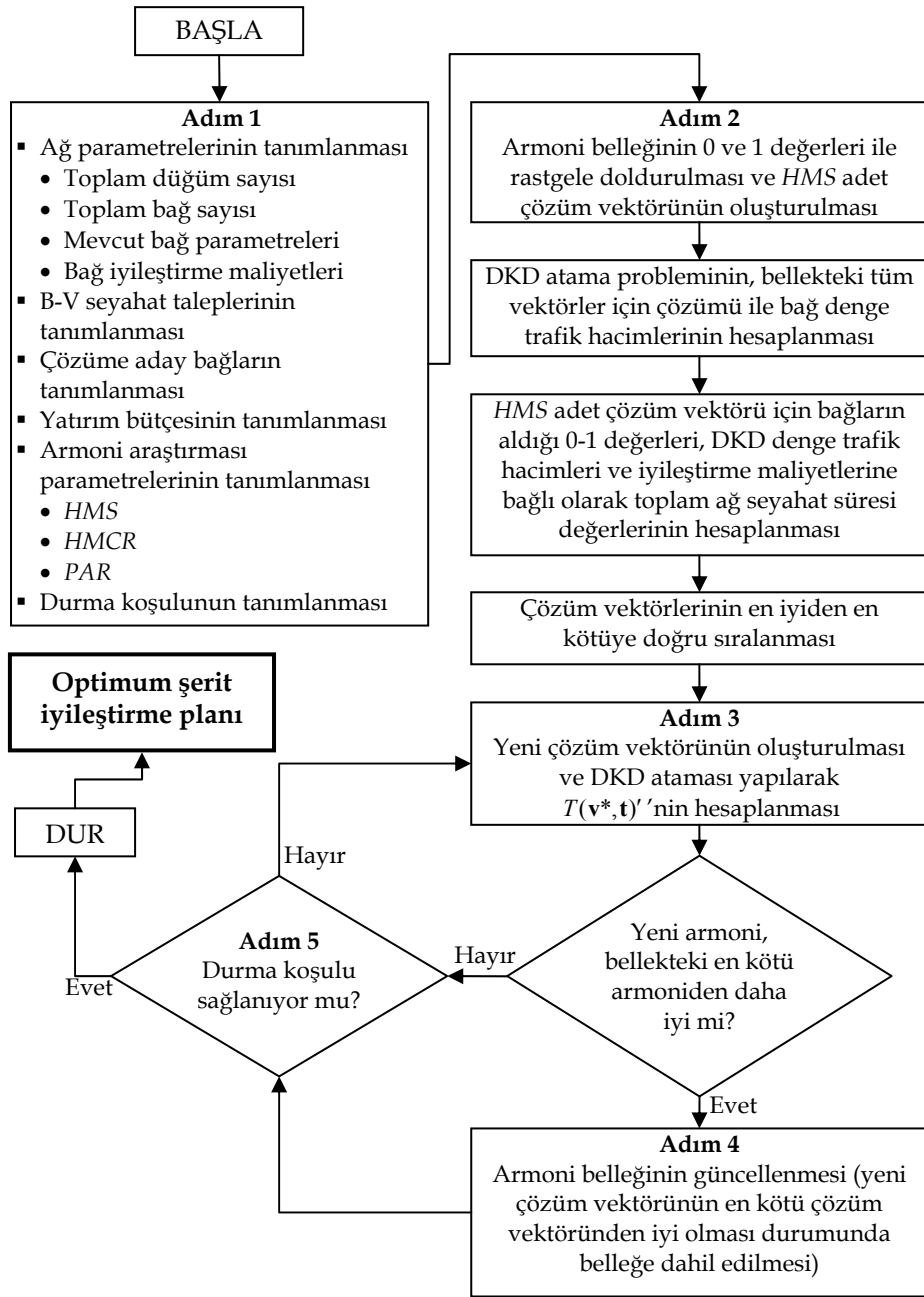 BAŞLA
Adım 1
▪ Ağ parametrelerinin tanımlanması
• Toplam düğüm sayısı
• Toplam bağ sayısı
• Mevcut bağ parametreleri
• Bağ iyileştirme maliyetleri
▪ B-V seyahat taleplerinin
tanımlanması
▪ Çözüme aday bağların
tanımlanması
▪ Yatırım bütçesinin tanımlanması
▪ Armoni araştırması
parametrelerinin tanımlanması
• HMS
• HMCR
• PAR
▪ Durma koşulunun tanımlanması
Adım 2
Armoni belleğinin 0 ve 1 değerleri ile
rastgele doldurulması ve HMS adet
çözüm vektörünün oluşturulması
DKD atama probleminin, bellekteki tüm
vektörler için çözümü ile bağ denge
trafik hacimlerinin hesaplanması
HMS adet çözüm vektörü için bağların
aldığı 0-1 değerleri, DKD denge trafik
hacimleri ve iyileştirme maliyetlerine
bağlı olarak toplam ağ seyahat süresi
değerlerinin hesaplanması
Çözüm vektörlerinin en iyiden en
kötüye doğru sıralanması
Adım 3
Yeni çözüm vektörünün oluşturulması
ve DKD ataması yapılarak
T(v*,t)′ ′nin hesaplanması
Yeni armoni,
bellekteki en kötü
armoniden daha
iyi mi?
Hayır
Evet
Adım 4
Armoni belleğinin güncellenmesi (yeni
çözüm vektörünün en kötü çözüm
vektöründen iyi olması durumunda
belleğe dahil edilmesi)
Adım 5
Durma koşulu
sağlanıyor mu?
Hayır
Evet
DUR
Optimum şerit
iyileştirme planı